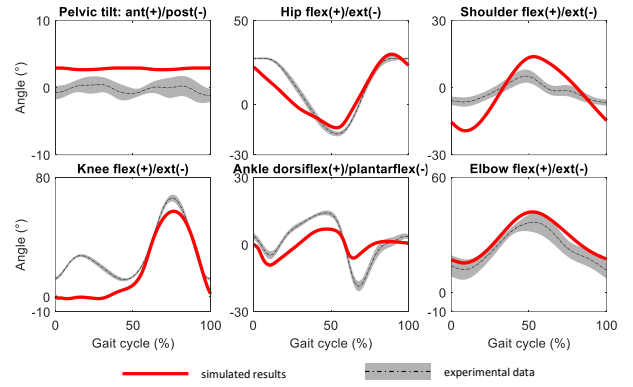 Pelvic tilt: ant(+)/post(-)
Hip flex(+)/ext(-)
Shoulder flex(+)/ext(-)
10
0
-10
Angle (°)
50
0
-30
30
0
-30
Knee flex(+)/ext(-)
Ankle dorsiflex(+)/plantarflex(-)
Elbow flex(+)/ext(-)
80
0
-10
Angle (°)
0 50 100
Gait cycle (%)
30
0
-30
0 50 100
Gait cycle (%)
60
0
-10
0 50 100
Gait cycle (%)
simulated results
experimental data